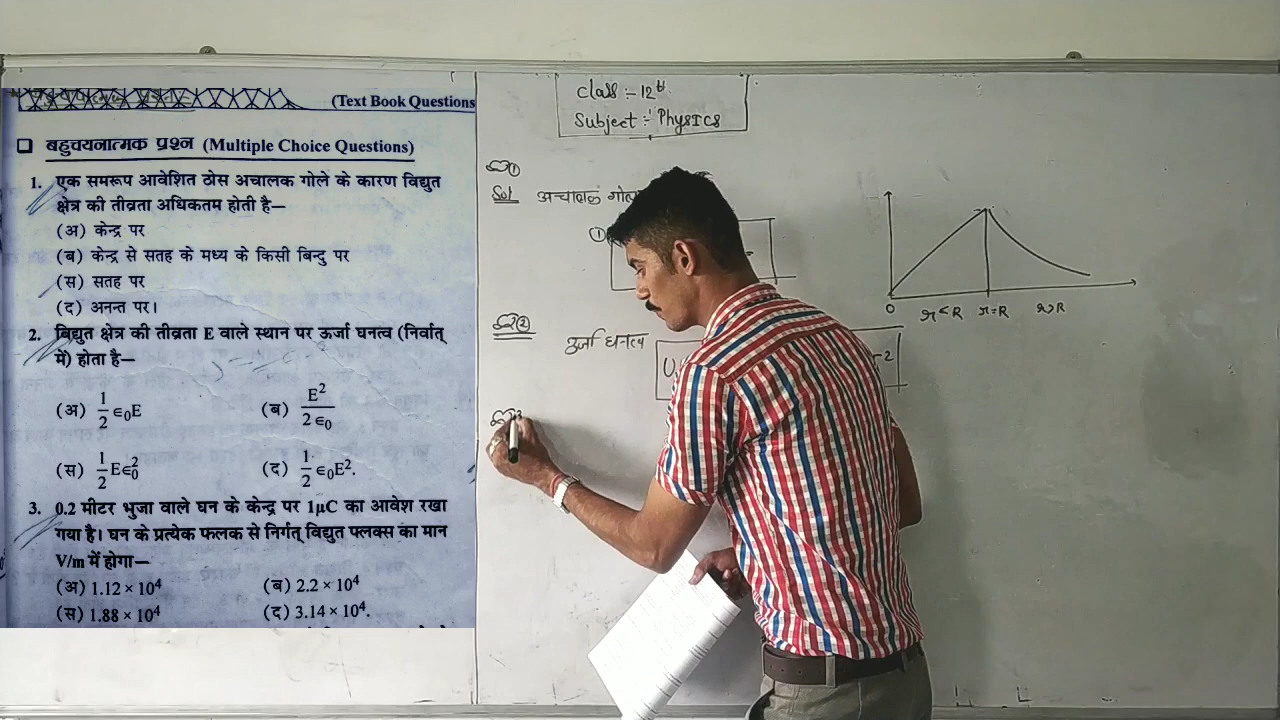 (Text Book Questions
❑ बहुचयनात्मक प्रश्न (Multiple Choice Questions)
1. एक समरूप आवेशित ठोस अचालक गोले के कारण विद्युत
क्षेत्र की तीव्रता अधिकतम होती है—
(अ) केन्द्र पर
(ब) केन्द्र से सतह के मध्य के किसी बिन्दु पर
(स) सतह पर
(द) अनन्त पर।
2. विद्युत क्षेत्र की तीव्रता E वाले स्थान पर ऊर्जा घनत्व (निर्वात्
में) होता है—
(अ) 1/2 ∈₀E (ब) E²/2∈₀
(स) 1/2 E∈₀² (द) 1/2 ∈₀E².
3. 0.2 मीटर भुजा वाले घन के केन्द्र पर 1μC का आवेश रखा
गया है। घन के प्रत्येक फलक से निर्गत् विद्युत फ्लक्स का मान
V/m में होगा—
(अ) 1.12 × 10⁴ (ब) 2.2 × 10⁴
(स) 1.88 × 10⁴ (द) 3.14 × 10⁴.
Class :- 12th
Subject :- PhysICs
Sol अचालक
①
0 r<R r=R r>R
②
ऊर्जा घनत्व